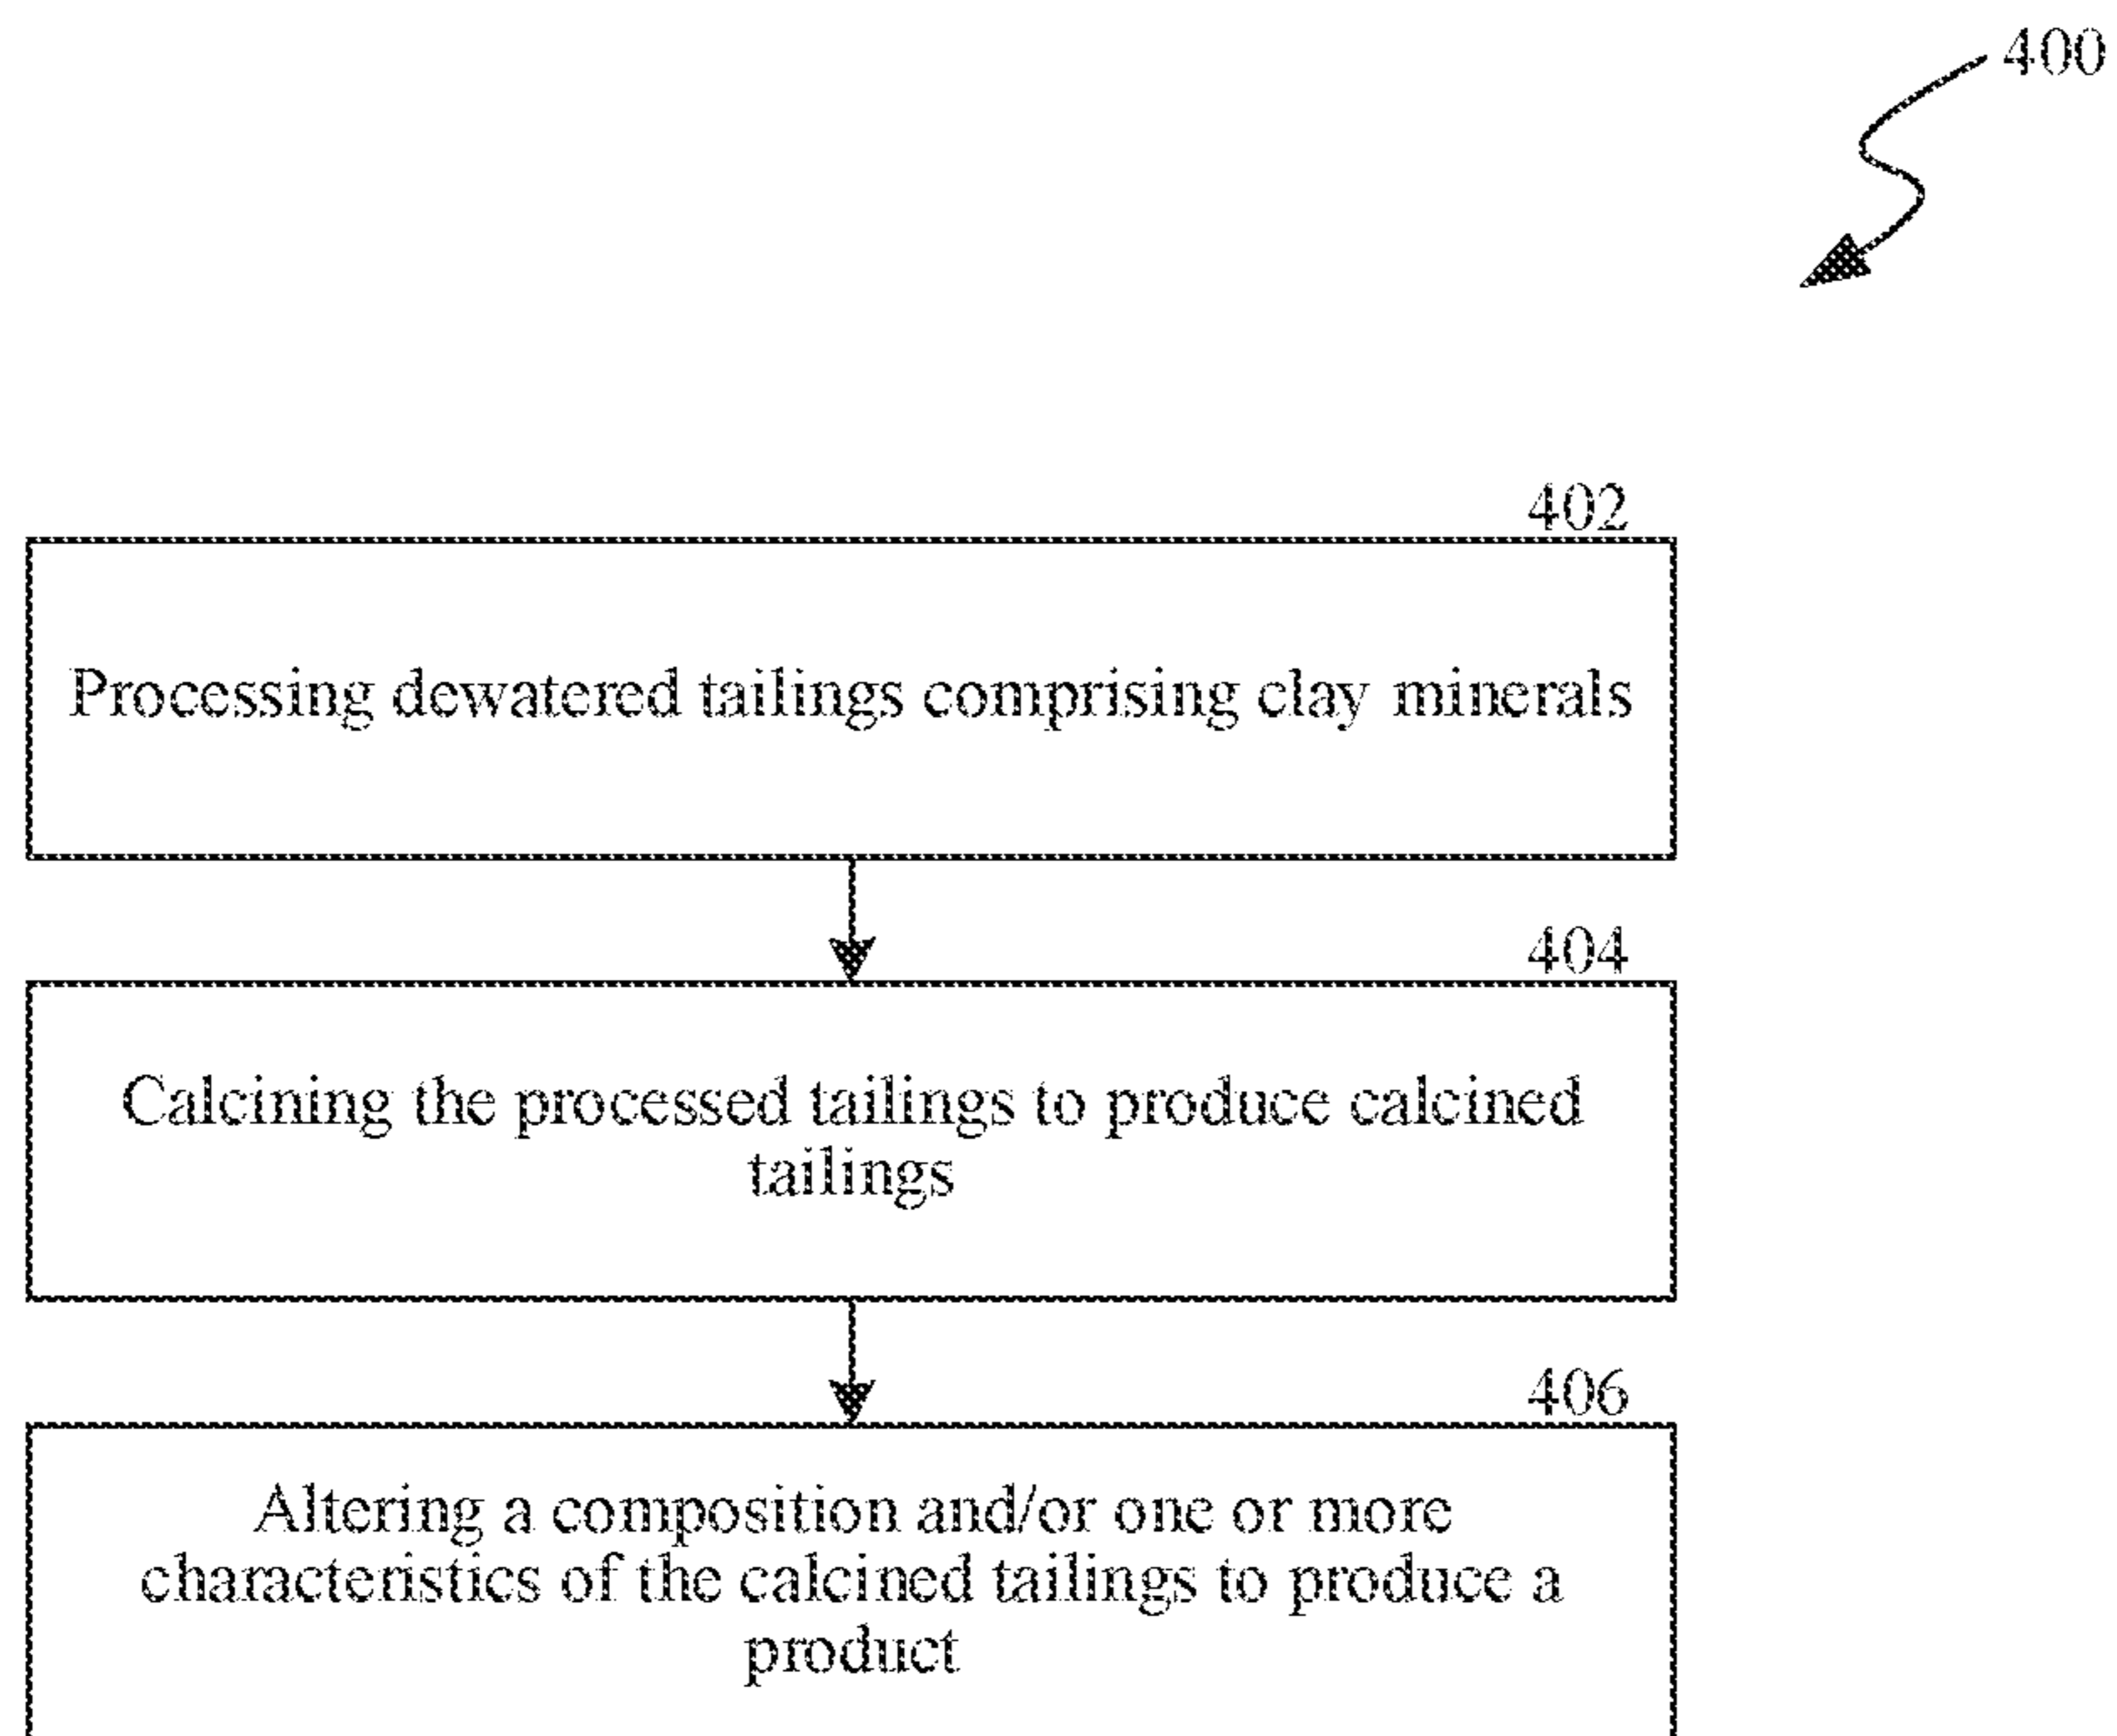 400
402
Processing dewatered tailings comprising clay minerals
404
Calcining the processed tailings to produce calcined
tailings
406
Altering a composition and/or one or more
characteristics of the calcined tailings to produce a
product